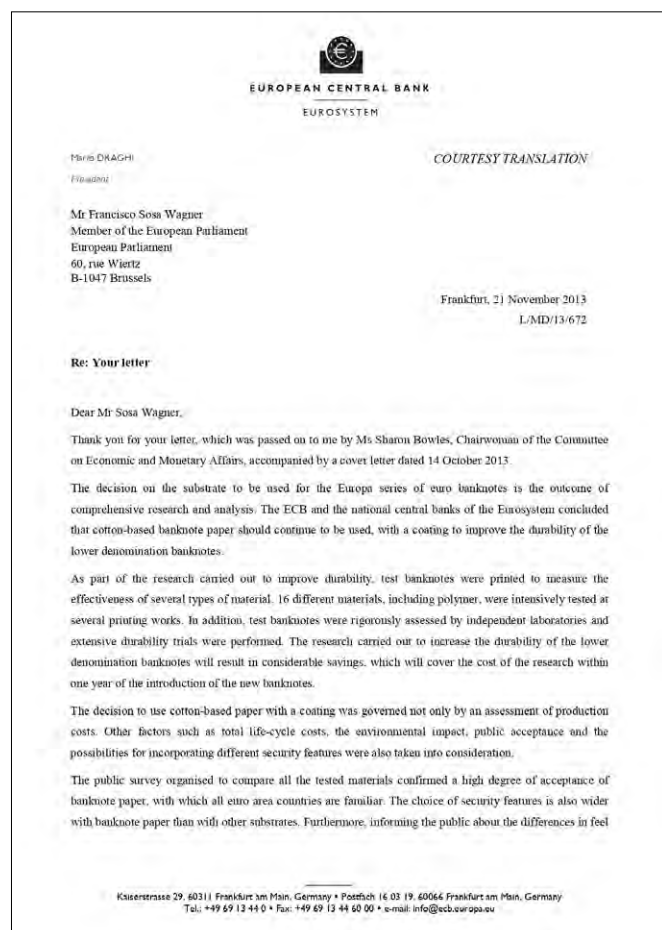 EUROPEAN CENTRAL BANK
EUROSYSTEM
Mario DRAGHI
COURTESY TRANSLATION
President
Mr Francisco Sosa Wagner
Member of the European Parliament
European Parliament
60, rue Wiertz
B-1047 Brussels
Frankfurt, 21 November 2013
L/MD/13/672
Re: Your letter
Dear Mr Sosa Wagner,
Thank you for your letter, which was passed on to me by Ms Sharon Bowles, Chairwoman of the Committee
on Economic and Monetary Affairs, accompanied by a cover letter dated 14 October 2013.
The decision on the substrate to be used for the Europa series of euro banknotes is the outcome of
comprehensive research and analysis. The ECB and the national central banks of the Eurosystem concluded
that cotton-based banknote paper should continue to be used, with a coating to improve the durability of the
lower denomination banknotes.
As part of the research carried out to improve durability, test banknotes were printed to measure the
effectiveness of several types of material. 16 different materials, including polymer, were intensively tested at
several printing works. In addition, test banknotes were rigorously assessed by independent laboratories and
extensive durability trials were performed. The research carried out to increase the durability of the lower
denomination banknotes will result in considerable savings, which will cover the cost of the research within
one year of the introduction of the new banknotes.
The decision to use cotton-based paper with a coating was governed not only by an assessment of production
costs. Other factors such as total life-cycle costs, the environmental impact, public acceptance and the
possibilities for incorporating different security features were also taken into consideration.
The public survey organised to compare all the tested materials confirmed a high degree of acceptance of
banknote paper, with which all euro area countries are familiar. The choice of security features is also wider
with banknote paper than with other substrates. Furthermore, informing the public about the differences in feel
Kaiserstrasse 29, 60311 Frankfurt am Main, Germany • Postfach 16 03 19, 60066 Frankfurt am Main, Germany
Tel.: +49 69 13 44 0 • Fax: +49 69 13 44 60 00 • e-mail: info@ecb.europa.eu